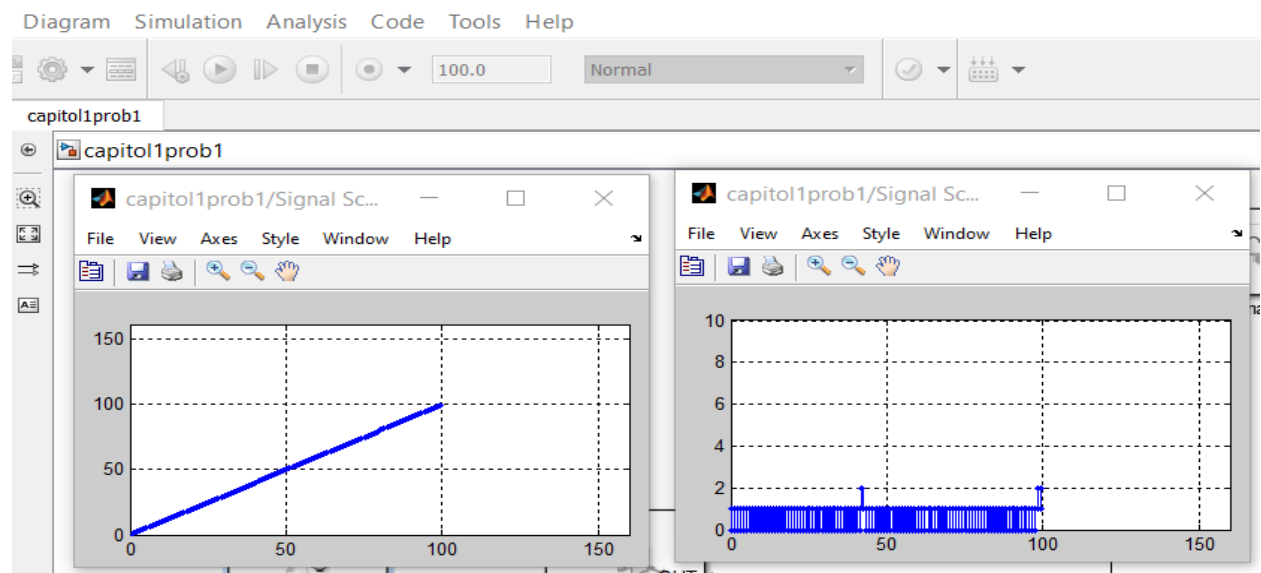 Diagram Simulation Analysis Code Tools Help
100.0 Normal
capitol1prob1
capitol1prob1
capitol1prob1/Signal Sc...
File View Axes Style Window Help
150
100
50
0
0 50 100 150
capitol1prob1/Signal Sc...
File View Axes Style Window Help
10
8
6
4
2
0
0 50 100 150